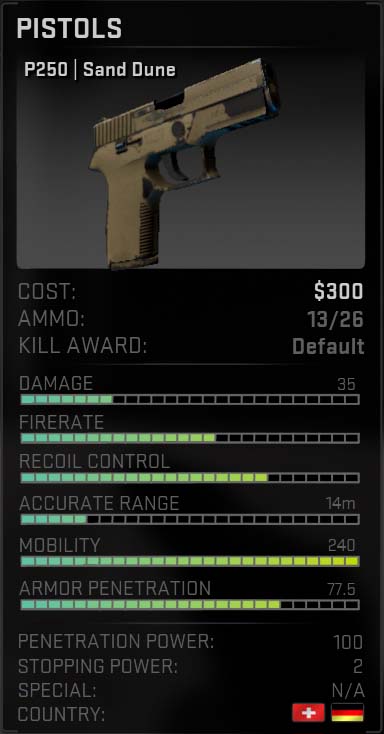 PISTOLS
P250 | Sand Dune
COST: $300
AMMO: 13/26
KILL AWARD: Default
DAMAGE 35
FIRERATE
RECOIL CONTROL
ACCURATE RANGE 14m
MOBILITY 240
ARMOR PENETRATION 77.5
PENETRATION POWER: 100
STOPPING POWER: 2
SPECIAL: N/A
COUNTRY: